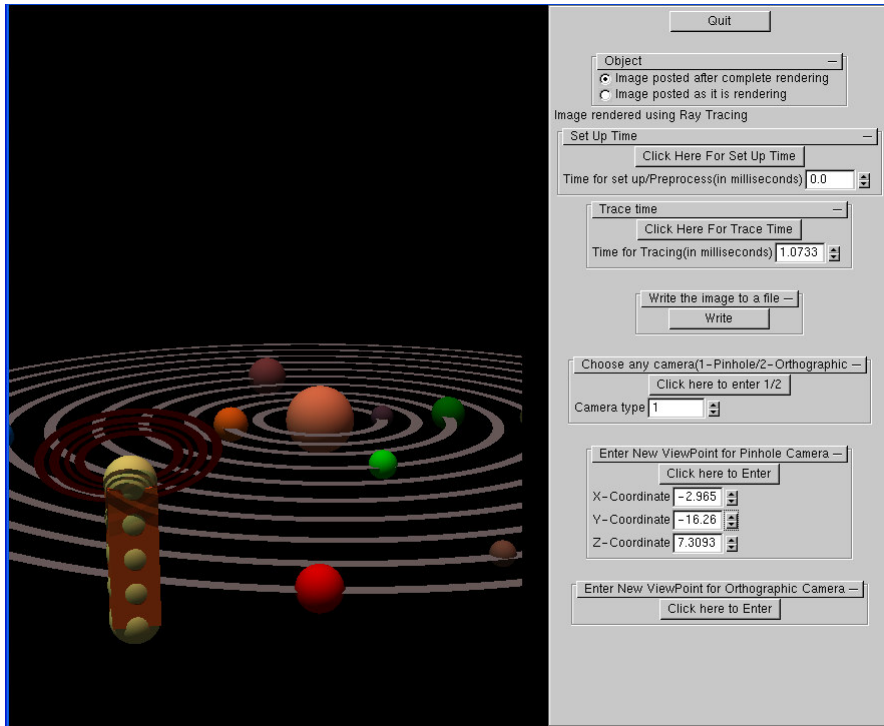 Quit
Object
Image posted after complete rendering
Image posted as it is rendering
Image rendered using Ray Tracing
Set Up Time
Click Here For Set Up Time
Time for set up/Preprocess(in milliseconds) 0.0
Trace time
Click Here For Trace Time
Time for Tracing(in milliseconds) 1.0733
Write the image to a file
Write
Choose any camera(1-Pinhole/2-Orthographic
Click here to enter 1/2
Camera type 1
Enter New ViewPoint for Pinhole Camera
Click here to Enter
X-Coordinate -2.965
Y-Coordinate -16.26
Z-Coordinate 7.3093
Enter New ViewPoint for Orthographic Camera
Click here to Enter